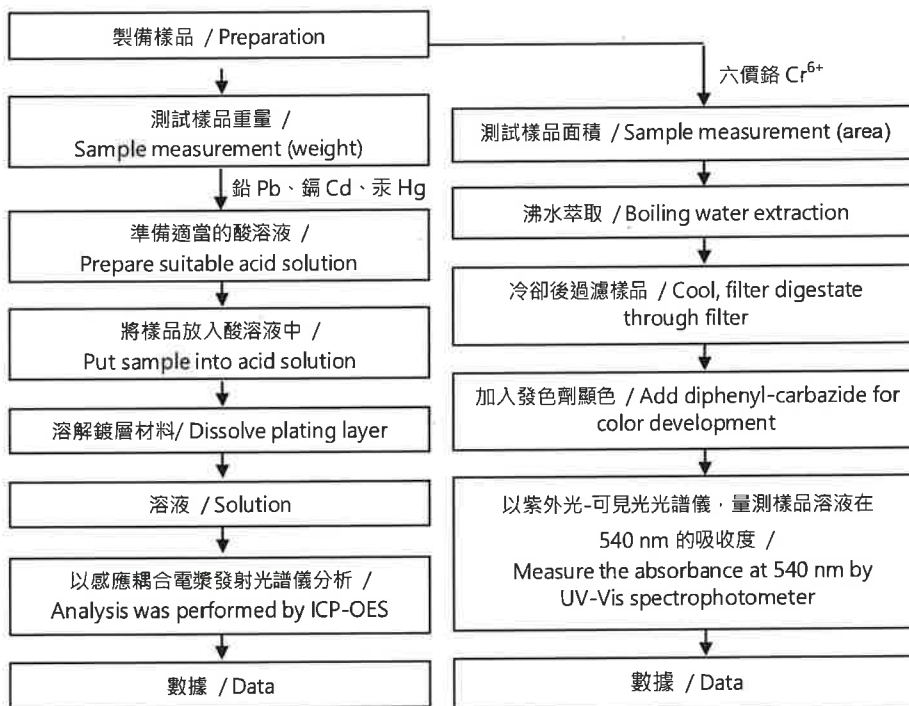 製備樣品 / Preparation
測試樣品重量 /
Sample measurement (weight)
鉛 Pb、鎘 Cd、汞 Hg
準備適當的酸溶液 /
Prepare suitable acid solution
將樣品放入酸溶液中 /
Put sample into acid solution
溶解鍍層材料/ Dissolve plating layer
溶液 / Solution
以感應耦合電漿發射光譜儀分析 /
Analysis was performed by ICP-OES
數據 / Data
六價鉻 Cr⁶⁺
測試樣品面積 / Sample measurement (area)
沸水萃取 / Boiling water extraction
冷卻後過濾樣品 / Cool, filter digestate
through filter
加入發色劑顯色 / Add diphenyl-carbazide for
color development
以紫外光-可見光光譜儀，量測樣品溶液在
540 nm 的吸收度 /
Measure the absorbance at 540 nm by
UV-Vis spectrophotometer
數據 / Data